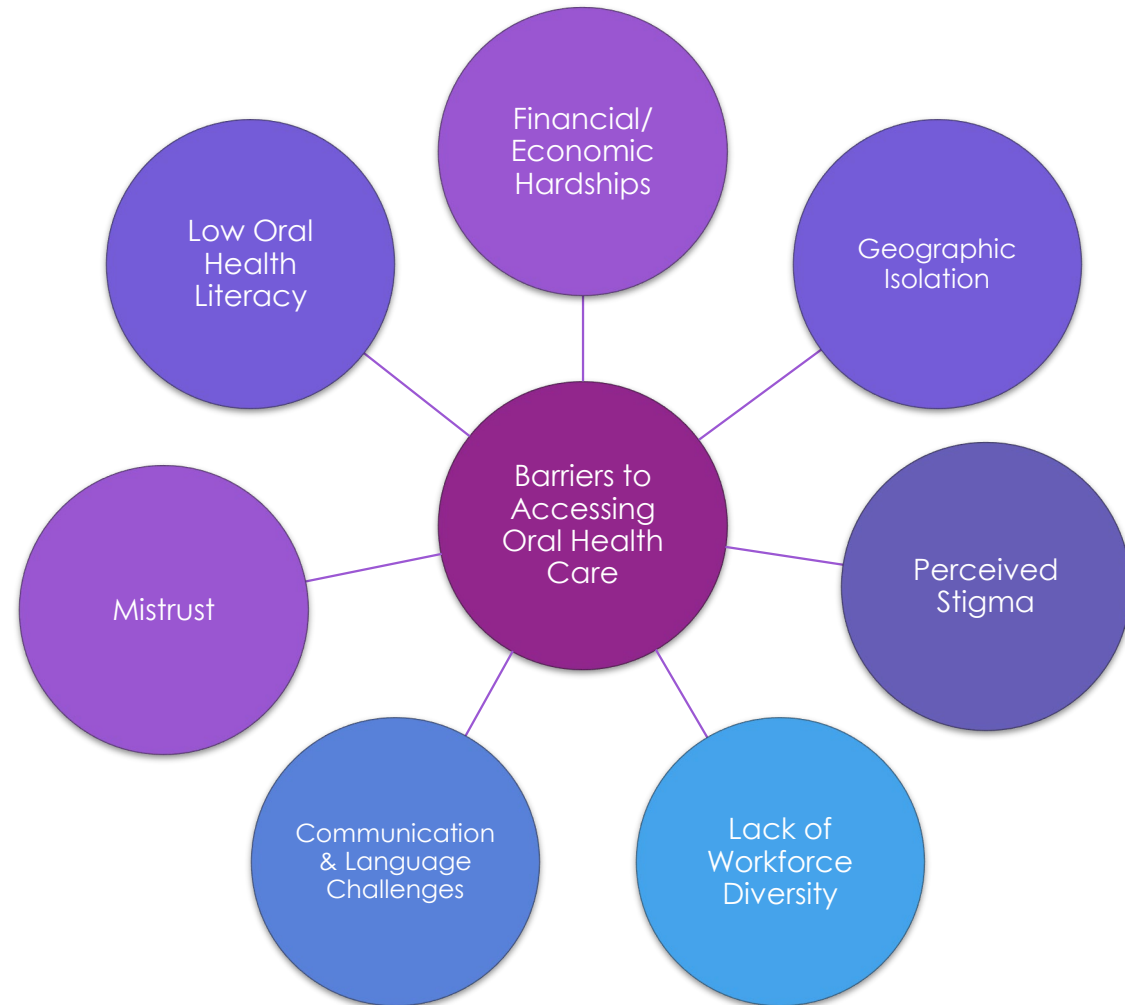 Financial/
Economic
Hardships
Geographic
Isolation
Perceived
Stigma
Lack of
Workforce
Diversity
Communication
& Language
Challenges
Mistrust
Low Oral
Health
Literacy
Barriers to
Accessing
Oral Health
Care